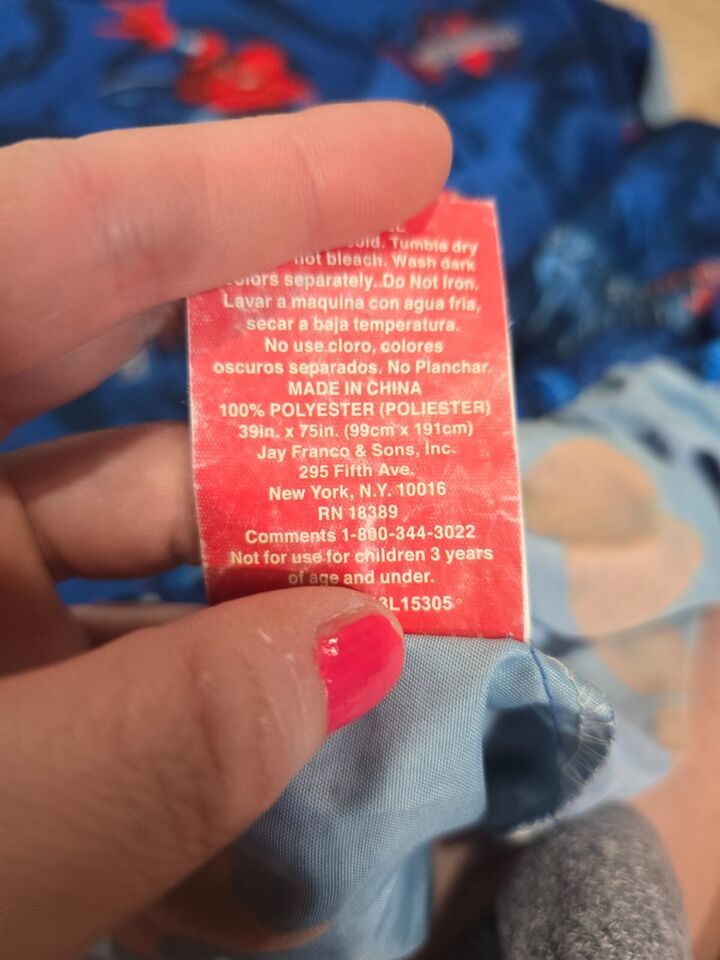 Tumble dry
not bleach. Wash dark
colors separately. Do Not Iron.
Lavar a maquina con agua fria,
secar a baja temperatura.
No use cloro, colores
oscuros separados. No Planchar.
MADE IN CHINA
100% POLYESTER (POLIESTER)
39in. x 75in. (99cm x 191cm)
Jay Franco & Sons, Inc.
295 Fifth Ave.
New York, N.Y. 10016
RN 18389
Comments 1-800-344-3022
Not for use for children 3 years
of age and under.
3L15305